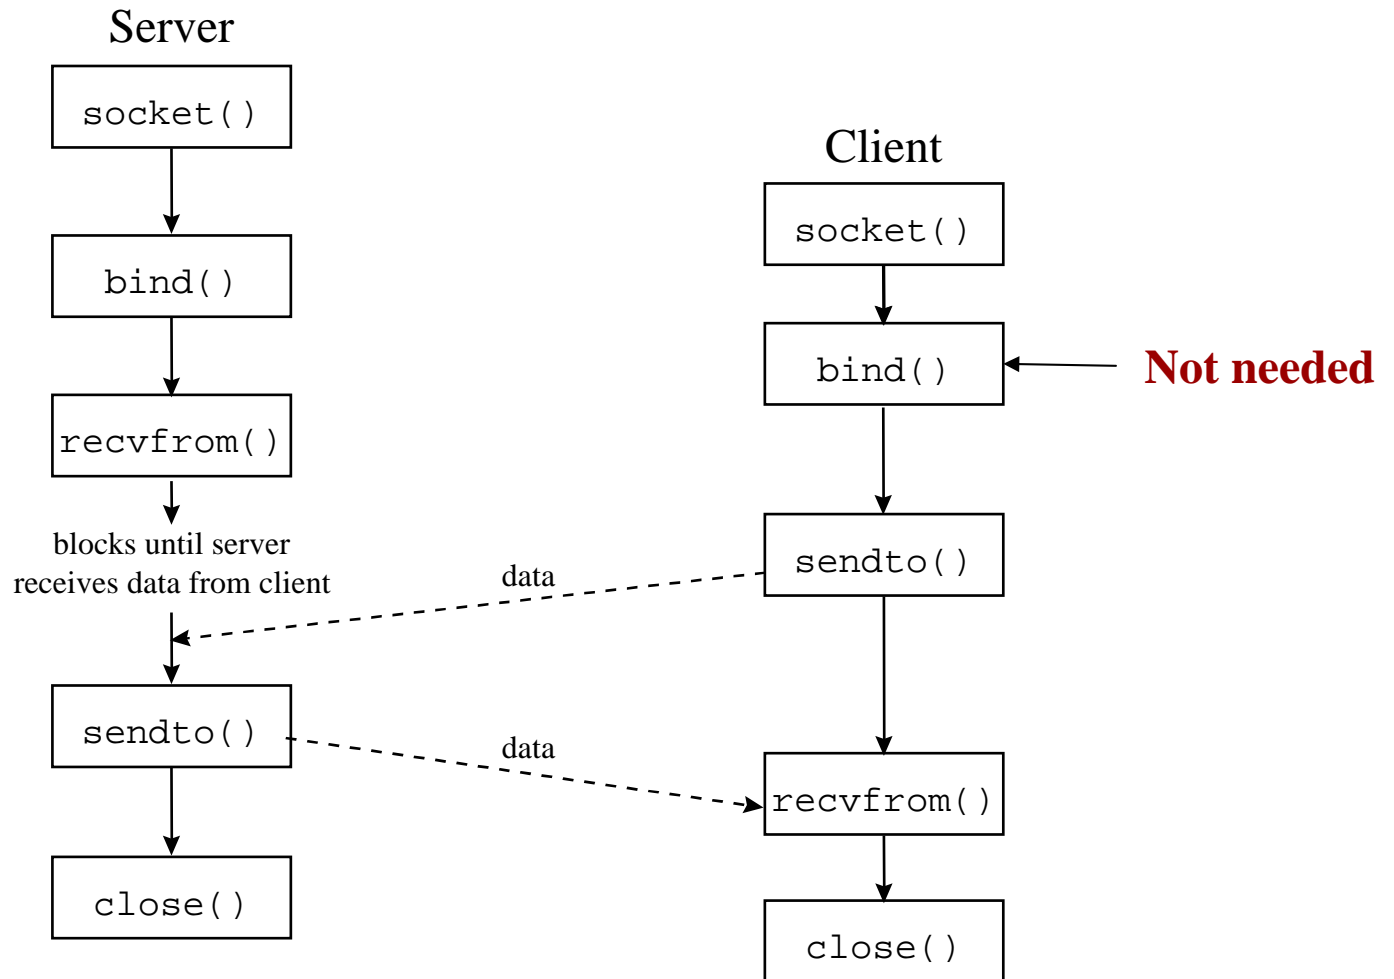 Server
socket()
bind()
recvfrom()
blocks until server
receives data from client
sendto()
close()
data
data
Client
socket()
bind()
Not needed
sendto()
recvfrom()
close()